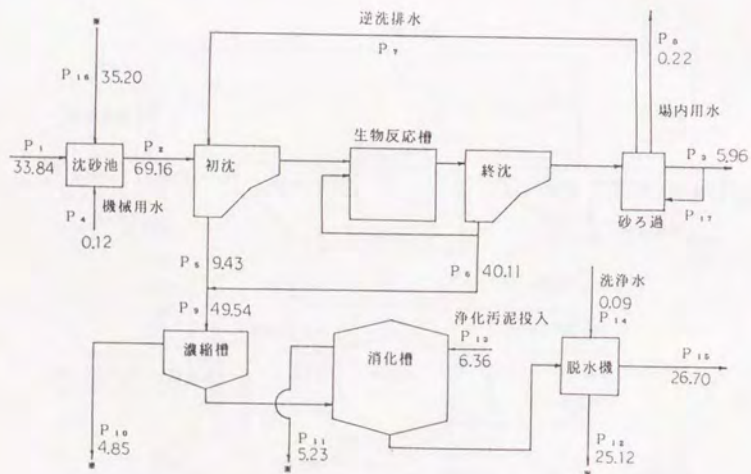 逆洗排水
P₇
P₈
0.22
場内用水
P₁₆
35.20
P₁
33.84
沈砂池
P₂
69.16
初沈
生物反応槽
終沈
砂ろ過
P₃
5.96
P₁₇
機械用水
P₄
0.12
P₅
9.43
P₆
40.11
P₉
49.54
濃縮槽
消化槽
浄化汚泥投入
P₁₃
6.36
洗浄水
0.09
P₁₄
脱水機
P₁₅
26.70
P₁₀
4.85
P₁₁
5.23
P₁₂
25.12